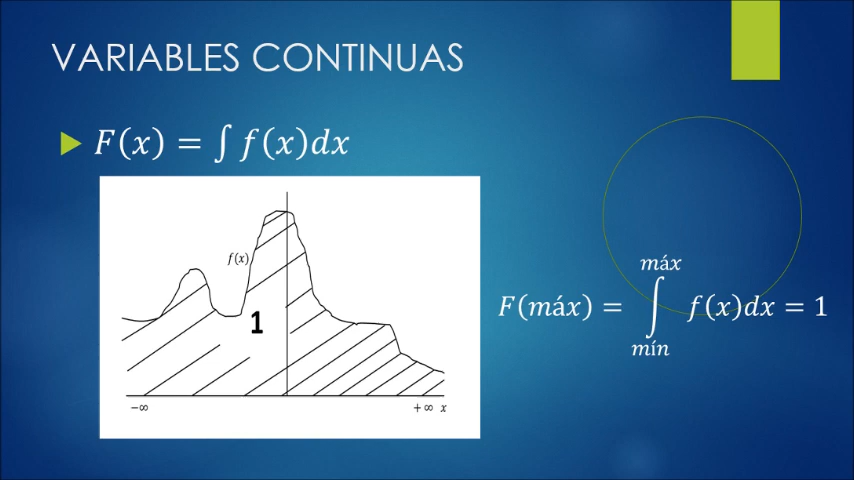 VARIABLES CONTINUAS
F(x) = ∫ f(x)dx
f(x)
1
−∞ +∞ x
máx
F(máx) = ∫ f(x)dx = 1
mín